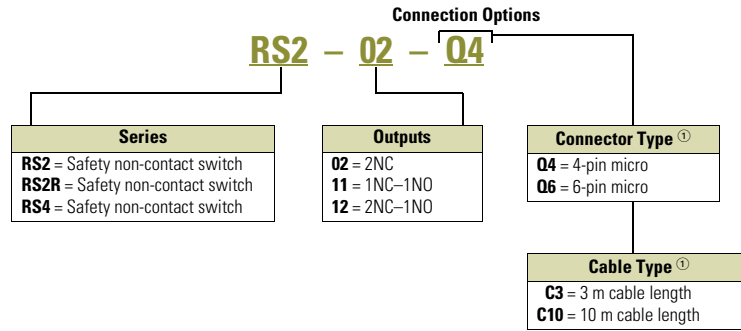 Connection Options
RS2 – 02 – Q4
Series
RS2 = Safety non-contact switch
RS2R = Safety non-contact switch
RS4 = Safety non-contact switch
Outputs
02 = 2NC
11 = 1NC–1NO
12 = 2NC–1NO
Connector Type ①
Q4 = 4-pin micro
Q6 = 6-pin micro
Cable Type ①
C3 = 3 m cable length
C10 = 10 m cable length